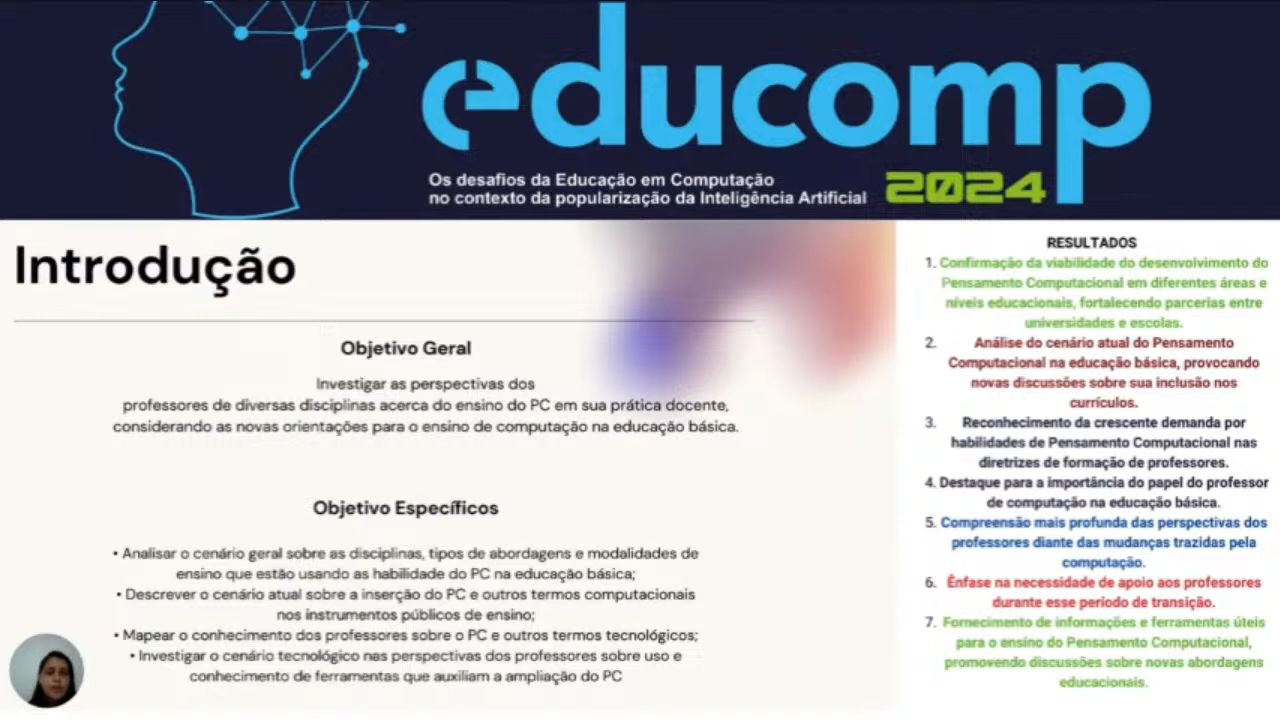 educomp
Os desafios da Educação em Computação
no contexto da popularização da Inteligência Artificial
2024
Introdução
Objetivo Geral
Investigar as perspectivas dos
professores de diversas disciplinas acerca do ensino do PC em sua prática docente,
considerando as novas orientações para o ensino de computação na educação básica.
Objetivo Específicos
• Analisar o cenário geral sobre as disciplinas, tipos de abordagens e modalidades de
ensino que estão usando as habilidade do PC na educação básica;
• Descrever o cenário atual sobre a inserção do PC e outros termos computacionais
nos instrumentos públicos de ensino;
• Mapear o conhecimento dos professores sobre o PC e outros termos tecnológicos;
• Investigar o cenário tecnológico nas perspectivas dos professores sobre uso e
conhecimento de ferramentas que auxiliam a ampliação do PC
RESULTADOS
1. Confirmação da viabilidade do desenvolvimento do
Pensamento Computacional em diferentes áreas e
níveis educacionais, fortalecendo parcerias entre
universidades e escolas.
2. Análise do cenário atual do Pensamento
Computacional na educação básica, provocando
novas discussões sobre sua inclusão nos
currículos.
3. Reconhecimento da crescente demanda por
habilidades de Pensamento Computacional nas
diretrizes de formação de professores.
4. Destaque para a importância do papel do professor
de computação na educação básica.
5. Compreensão mais profunda das perspectivas dos
professores diante das mudanças trazidas pela
computação.
6. Ênfase na necessidade de apoio aos professores
durante esse período de transição.
7. Fornecimento de informações e ferramentas úteis
para o ensino do Pensamento Computacional,
promovendo discussões sobre novas abordagens
educacionais.